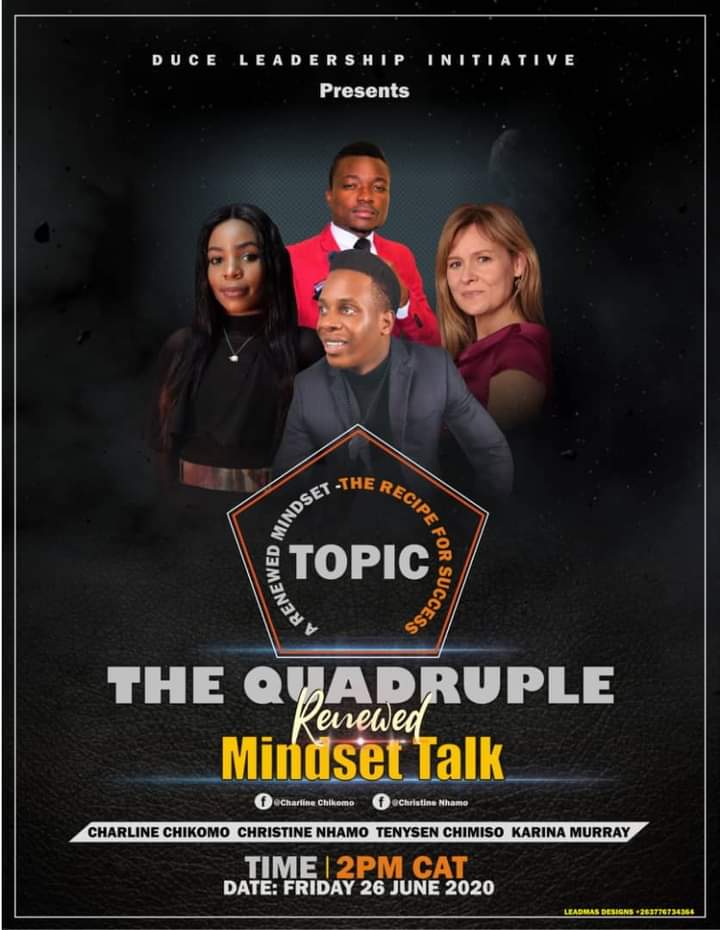 DUCE LEADERSHIP INITIATIVE
Presents
A RENEWED MINDSET -THE RECIPE FOR SUCCESS
TOPIC
THE QUADRUPLE
Renewed
Mindset Talk
f @Charline Chikomo f @Christine Nhamo
CHARLINE CHIKOMO CHRISTINE NHAMO TENYSEN CHIMISO KARINA MURRAY
TIME | 2PM CAT
DATE: FRIDAY 26 JUNE 2020
LEADMAS DESIGNS +263776734364